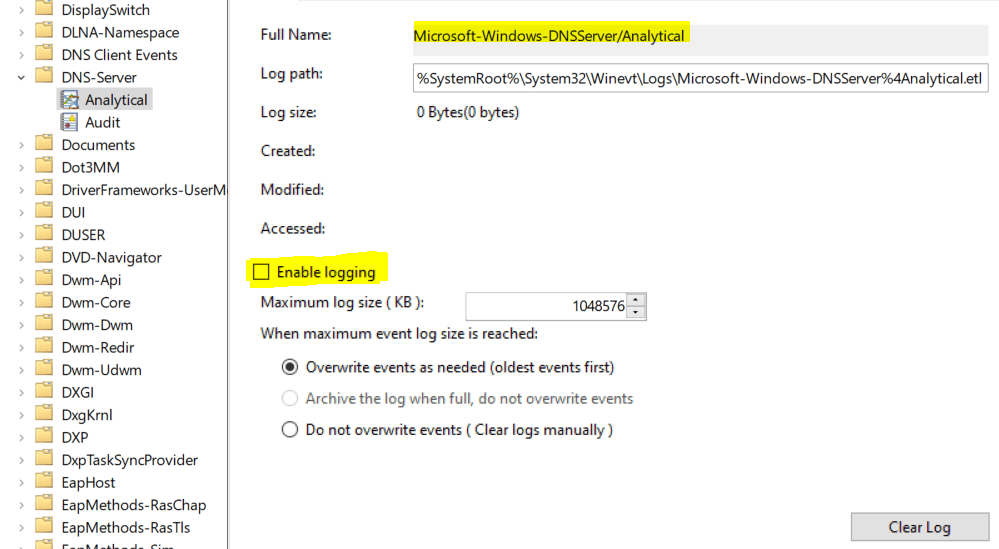 DisplaySwitch
DLNA-Namespace
DNS Client Events
DNS-Server
Analytical
Audit
Documents
Dot3MM
DriverFrameworks-UserM
DUI
DUSER
DVD-Navigator
Dwm-Api
Dwm-Core
Dwm-Dwm
Dwm-Redir
Dwm-Udwm
DXGI
DxgKrnl
DXP
DxpTaskSyncProvider
EapHost
EapMethods-RasChap
EapMethods-RasTls
EapMethods-Sim
Full Name: Microsoft-Windows-DNSServer/Analytical
Log path: %SystemRoot%\System32\Winevt\Logs\Microsoft-Windows-DNSServer%4Analytical.etl
Log size: 0 Bytes(0 bytes)
Created:
Modified:
Accessed:
Enable logging
Maximum log size ( KB ): 1048576
When maximum event log size is reached:
Overwrite events as needed (oldest events first)
Archive the log when full, do not overwrite events
Do not overwrite events ( Clear logs manually )
Clear Log